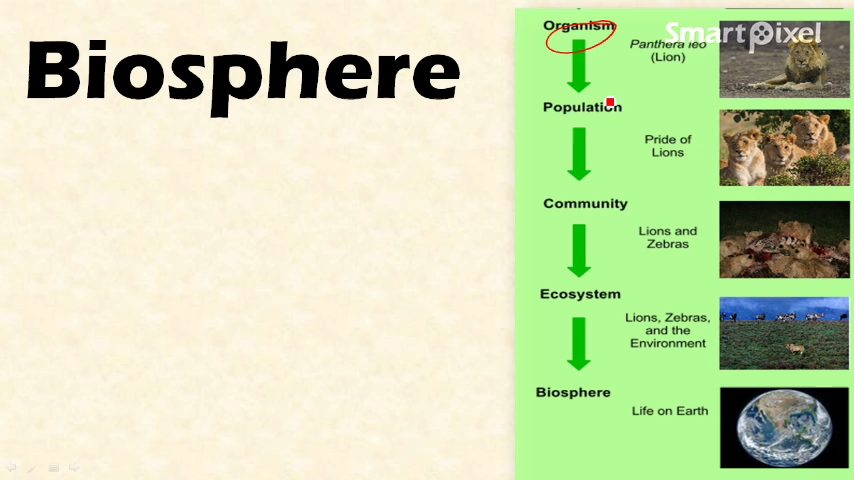 Biosphere
SmartPixel
Organism
Panthera leo
(Lion)
Population
Pride of
Lions
Community
Lions and
Zebras
Ecosystem
Lions, Zebras,
and the
Environment
Biosphere
Life on Earth